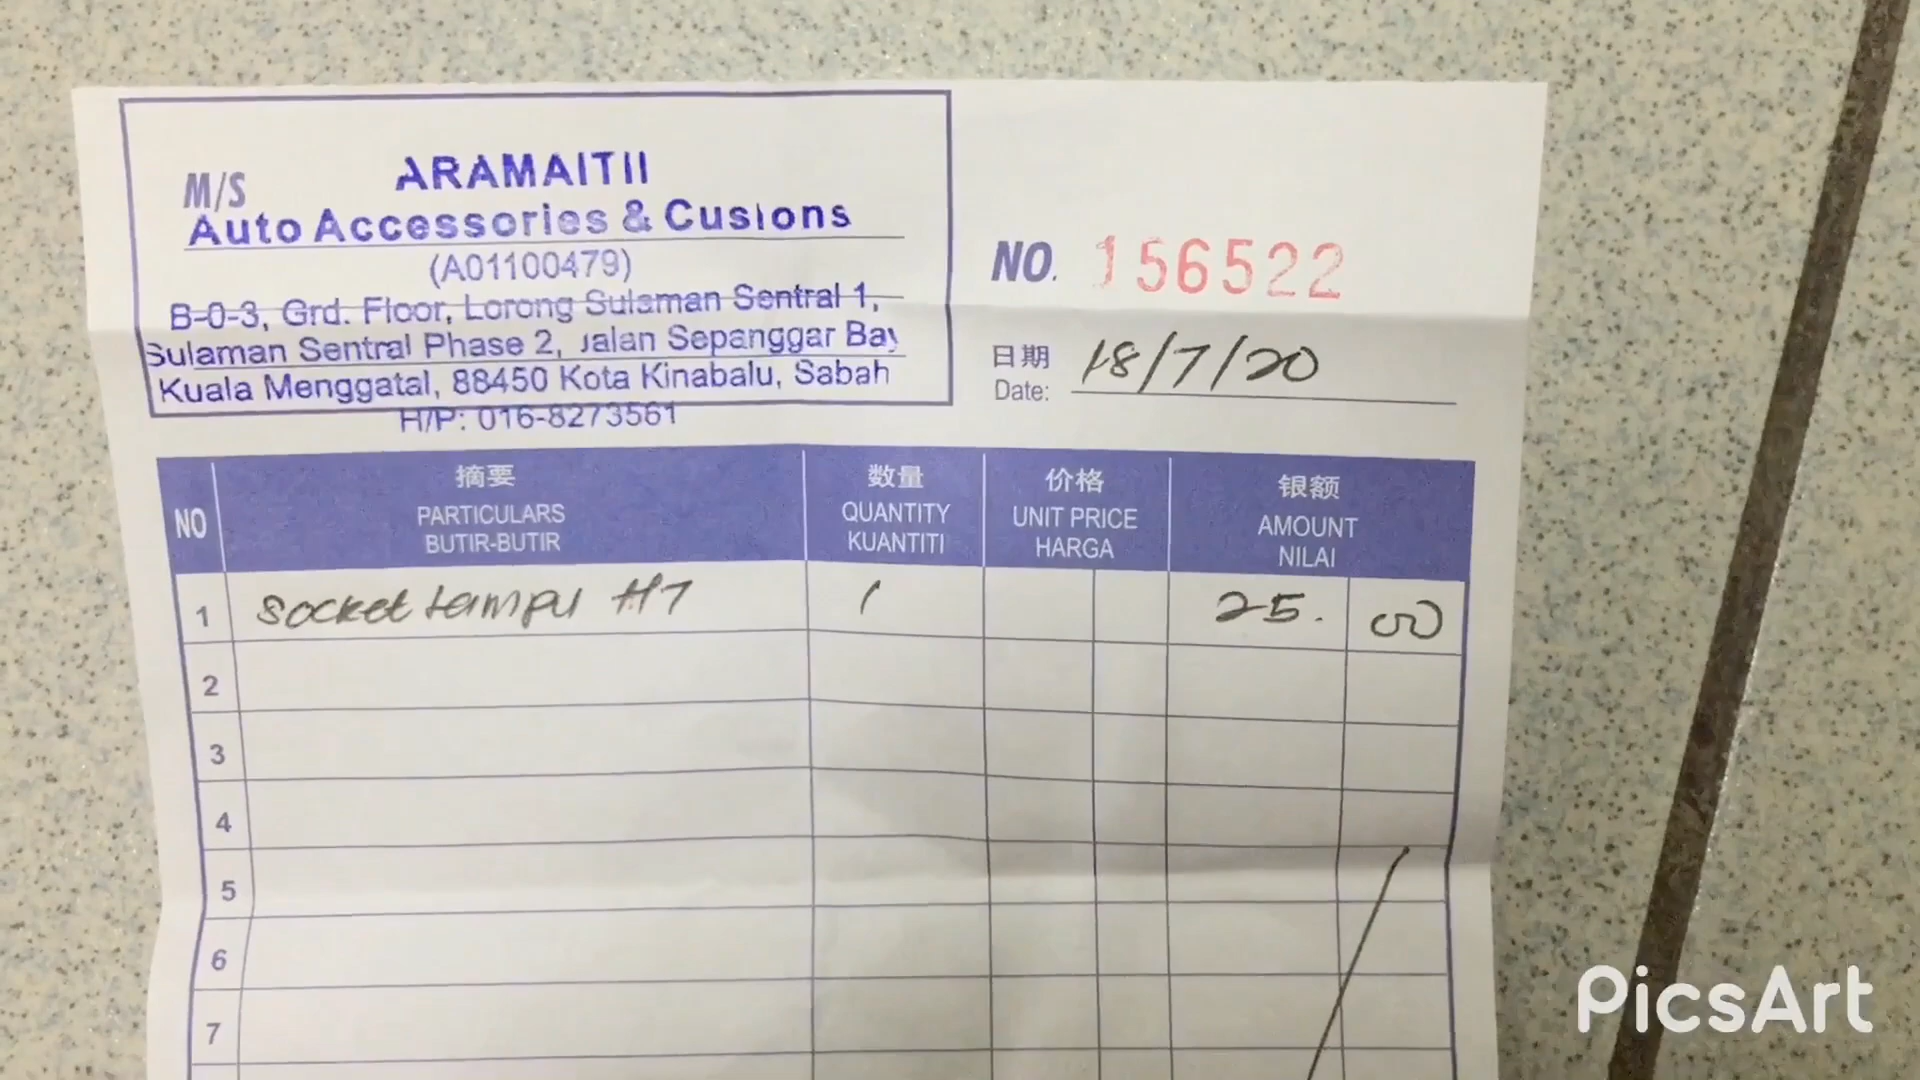 M/S
ARAMAITII
Auto Accessories & Cusions
(A01100479)
B-0-3, Grd. Floor, Lorong Sulaman Sentral 1,
Sulaman Sentral Phase 2, Jalan Sepanggar Bay
Kuala Menggatal, 88450 Kota Kinabalu, Sabah
H/P: 016-8273561
NO. 156522
日期
Date: 18/7/20
NO 摘要 数量 价格 银额
PARTICULARS QUANTITY UNIT PRICE AMOUNT
BUTIR-BUTIR KUANTITI HARGA NILAI
1 socket lampu H7 1 25. 00
2
3
4
5
6
7
PicsArt